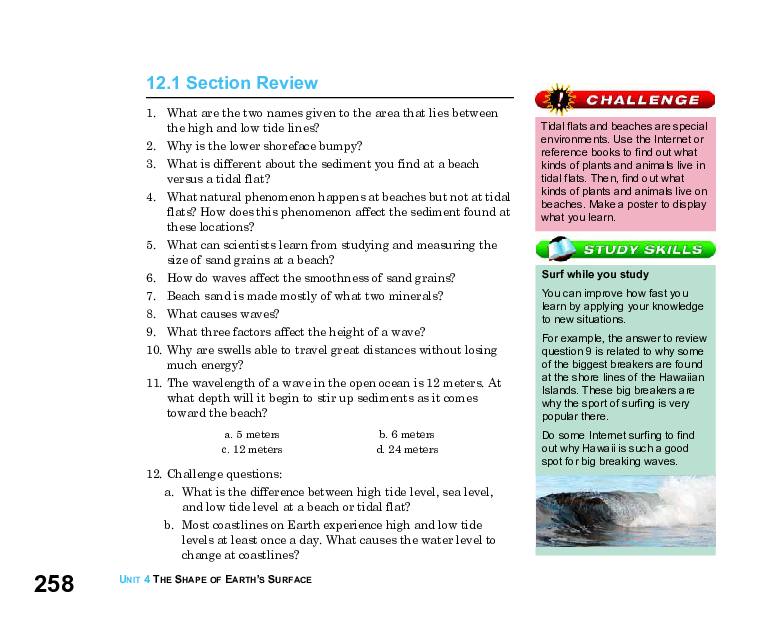 12.1 Section Review
1. What are the two names given to the area that lies between
the high and low tide lines?
2. Why is the lower shoreface bumpy?
3. What is different about the sediment you find at a beach
versus a tidal flat?
4. What natural phenomenon happens at beaches but not at tidal
flats? How does this phenomenon affect the sediment found at
these locations?
5. What can scientists learn from studying and measuring the
size of sand grains at a beach?
6. How do waves affect the smoothness of sand grains?
7. Beach sand is made mostly of what two minerals?
8. What causes waves?
9. What three factors affect the height of a wave?
10. Why are swells able to travel great distances without losing
much energy?
11. The wavelength of a wave in the open ocean is 12 meters. At
what depth will it begin to stir up sediments as it comes
toward the beach?
a. 5 meters b. 6 meters
c. 12 meters d. 24 meters
12. Challenge questions:
a. What is the difference between high tide level, sea level,
and low tide level at a beach or tidal flat?
b. Most coastlines on Earth experience high and low tide
levels at least once a day. What causes the water level to
change at coastlines?
CHALLENGE
Tidal flats and beaches are special
environments. Use the Internet or
reference books to find out what
kinds of plants and animals live in
tidal flats. Then, find out what
kinds of plants and animals live on
beaches. Make a poster to display
what you learn.
STUDY SKILLS
Surf while you study
You can improve how fast you
learn by applying your knowledge
to new situations.
For example, the answer to review
question 9 is related to why some
of the biggest breakers are found
at the shore lines of the Hawaiian
Islands. These big breakers are
why the sport of surfing is very
popular there.
Do some Internet surfing to find
out why Hawaii is such a good
spot for big breaking waves.
258 UNIT 4 THE SHAPE OF EARTH'S SURFACE